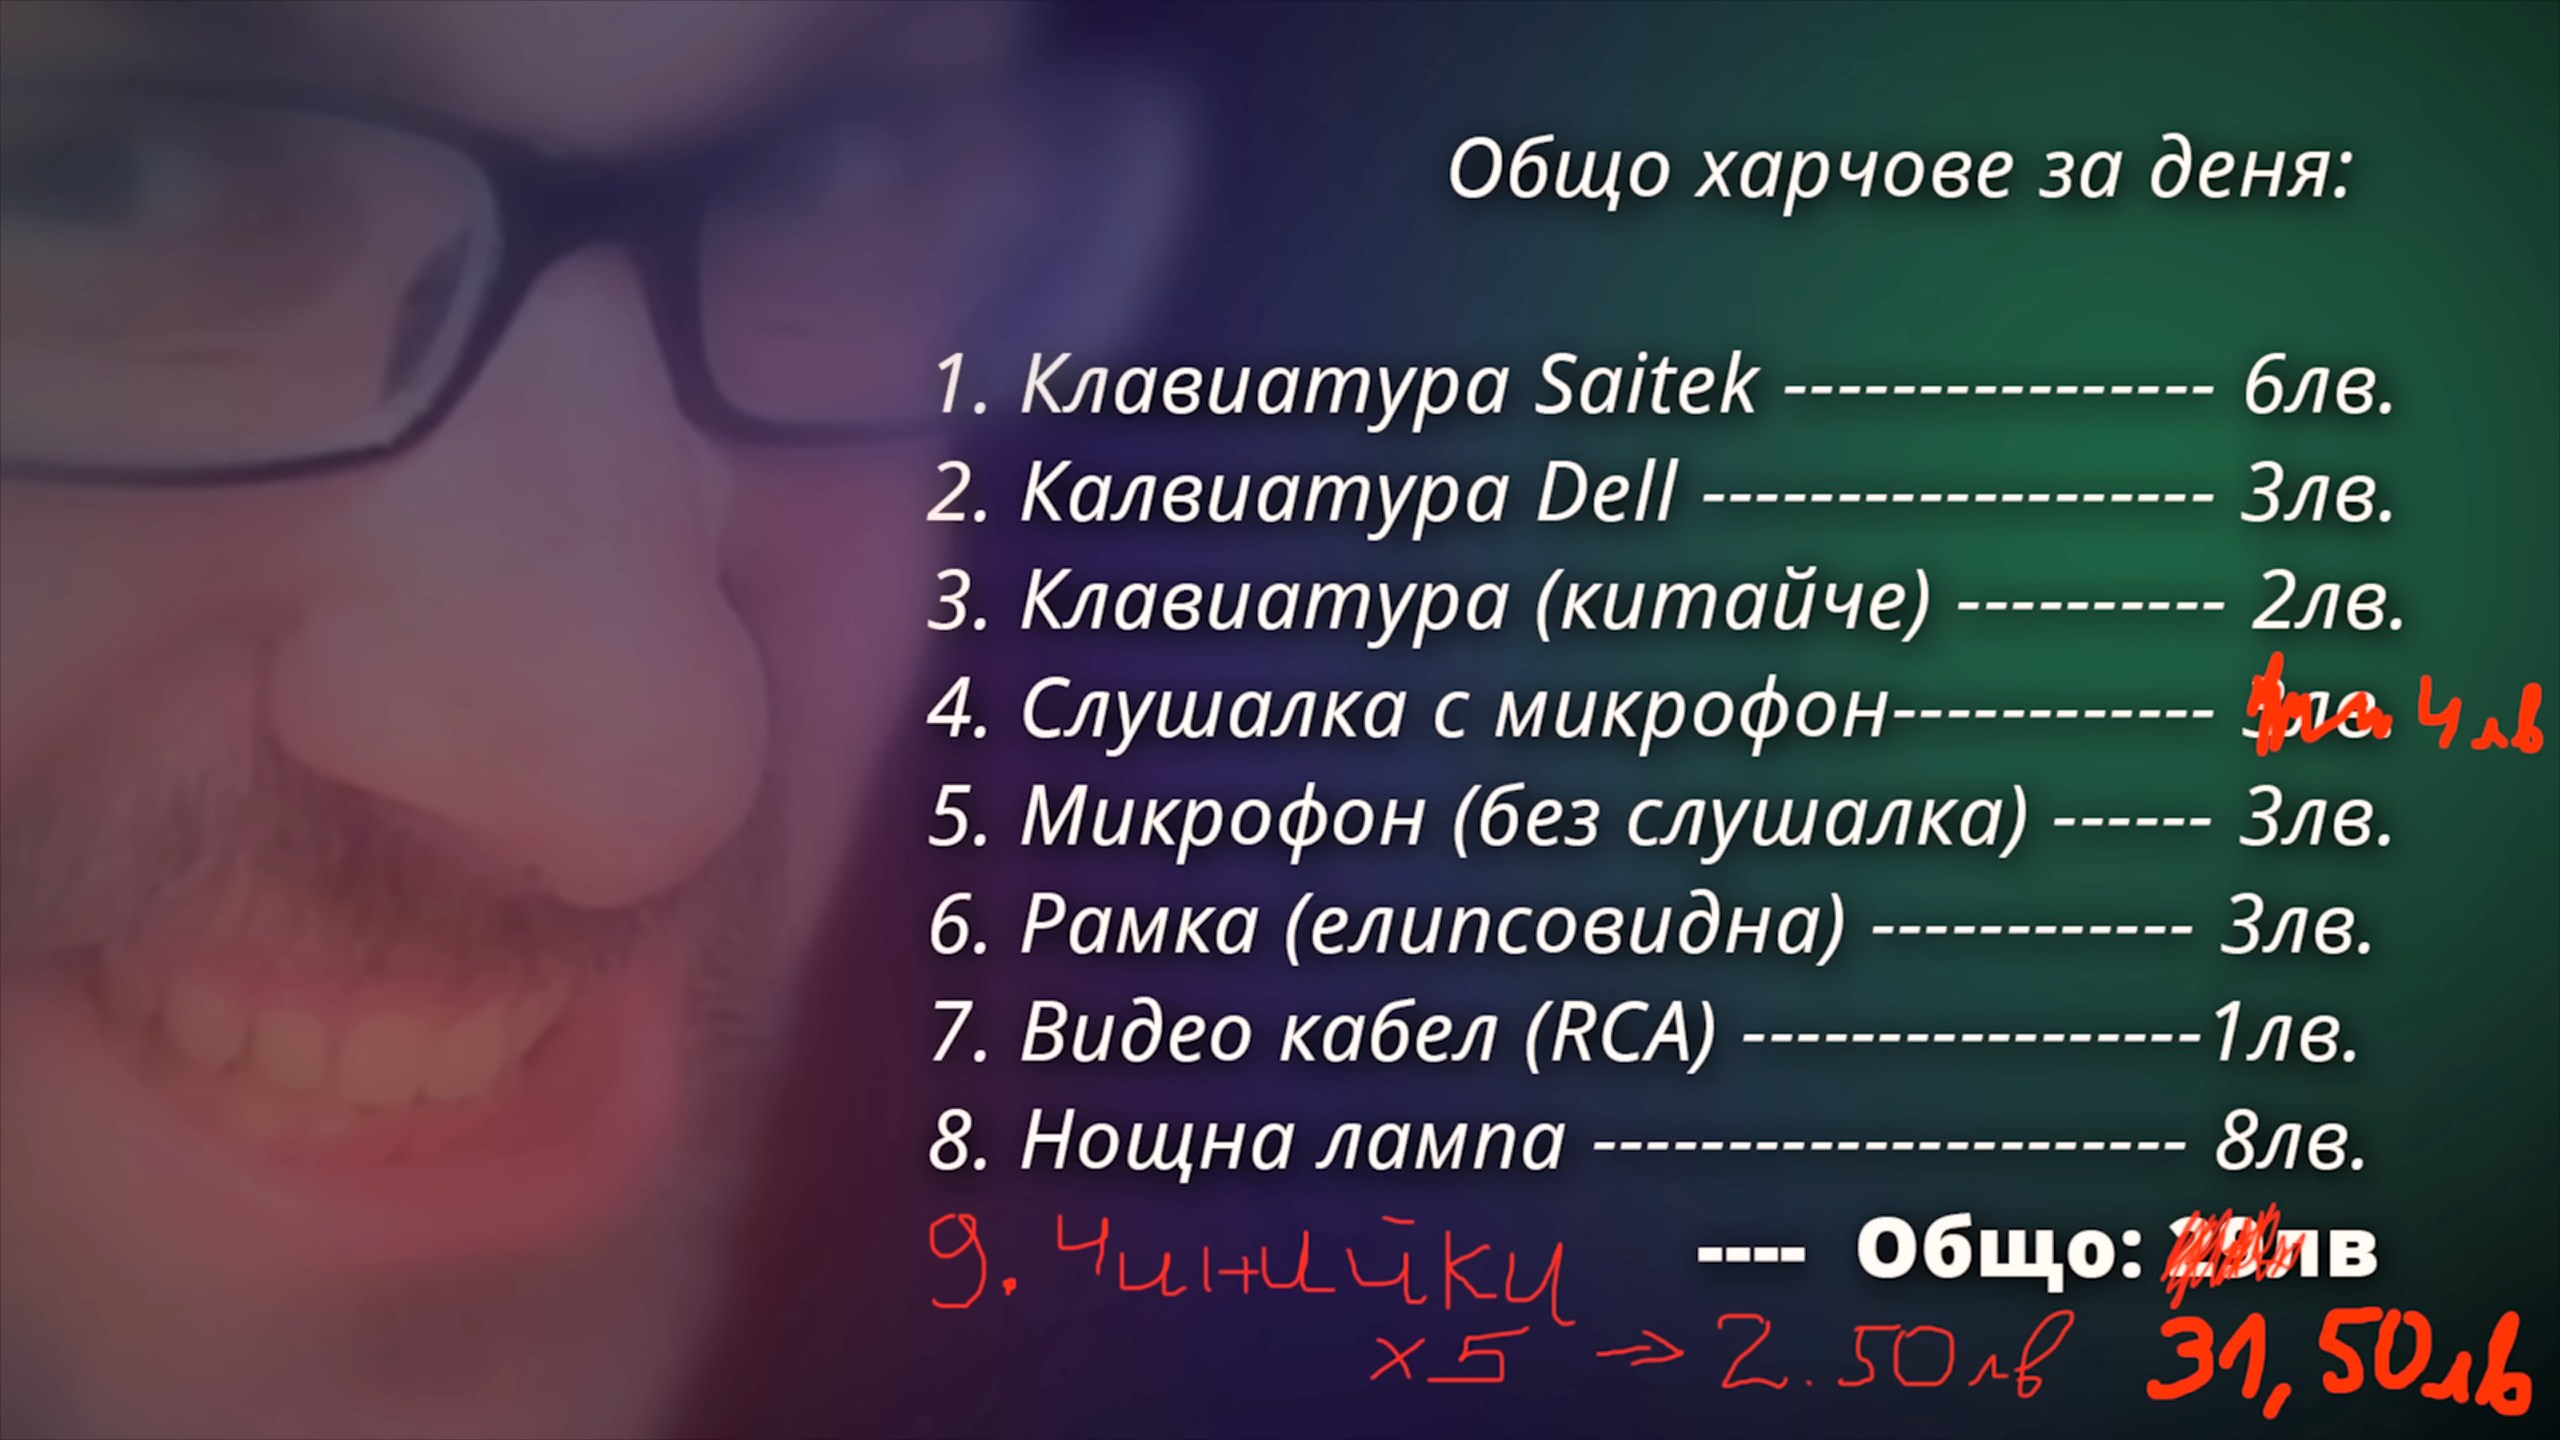 Общо харчове за деня:
1. Клавиатура Saitek ---------------- 6лв.
2. Калвиатура Dell ------------------- 3лв.
3. Клавиатура (китайче) ---------- 2лв.
4. Слушалка с микрофон------------ 4лв
5. Микрофон (без слушалка) ------ 3лв.
6. Рамка (елипсовидна) ------------ 3лв.
7. Видео кабел (RCA) -----------------1лв.
8. Нощна лампа ---------------------- 8лв.
9. Чинийки
---- Общо: лв
x5 → 2.50лв
31,50лв